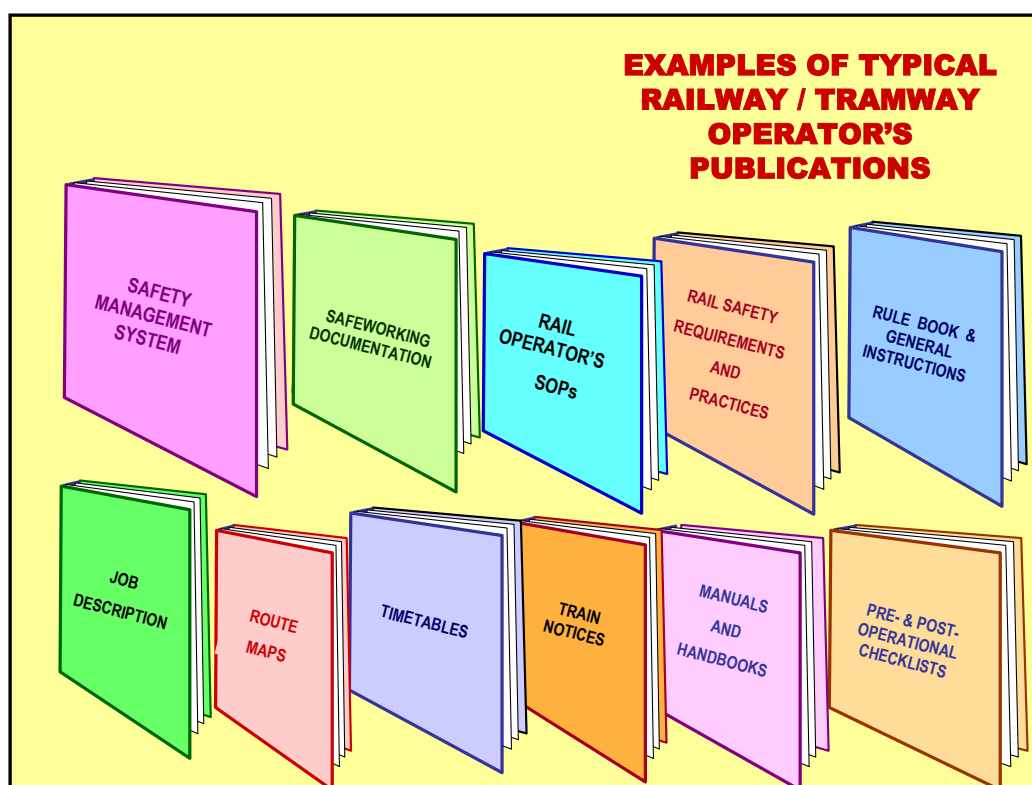 EXAMPLES OF TYPICAL
RAILWAY / TRAMWAY
OPERATOR’S
PUBLICATIONS
SAFETY
MANAGEMENT
SYSTEM
SAFEWORKING
DOCUMENTATION
RAIL
OPERATOR’S
SOPs
RAIL SAFETY
REQUIREMENTS
AND
PRACTICES
RULE BOOK &
GENERAL
INSTRUCTIONS
JOB
DESCRIPTION
ROUTE
MAPS
TIMETABLES
TRAIN
NOTICES
MANUALS
AND
HANDBOOKS
PRE- & POST-
OPERATIONAL
CHECKLISTS